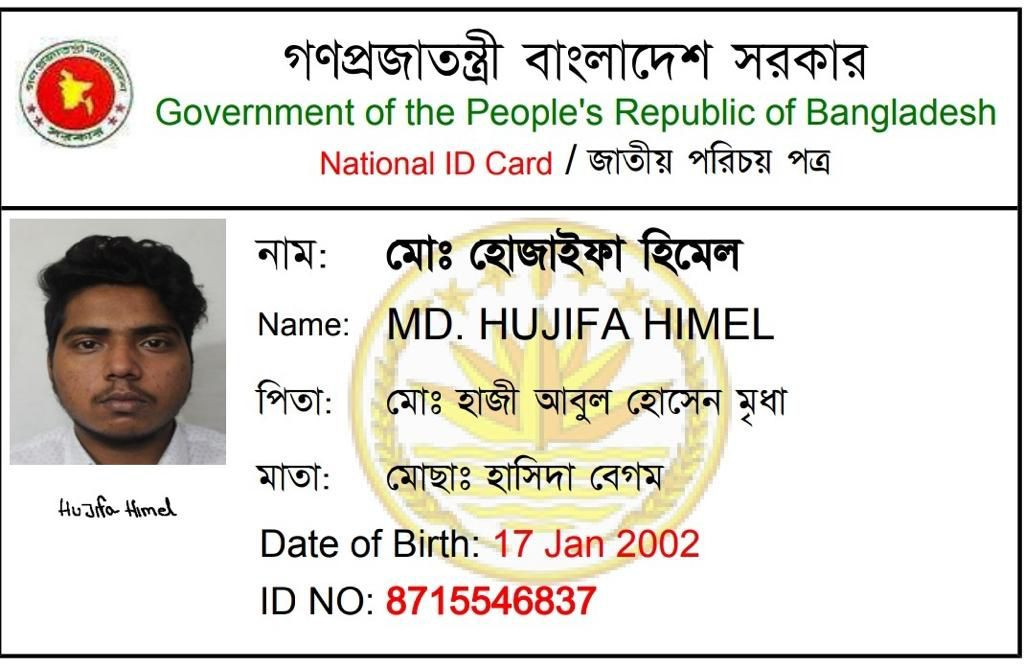 গণপ্রজাতন্ত্রী বাংলাদেশ সরকার
Government of the People's Republic of Bangladesh
National ID Card / জাতীয় পরিচয় পত্র
নাম: মোঃ হোজাইফা হিমেল
Name: MD. HUJIFA HIMEL
পিতা: মোঃ হাজী আবুল হোসেন মৃধা
মাতা: মোছাঃ হাসিদা বেগম
Hujifa Himel
Date of Birth: 17 Jan 2002
ID NO: 8715546837